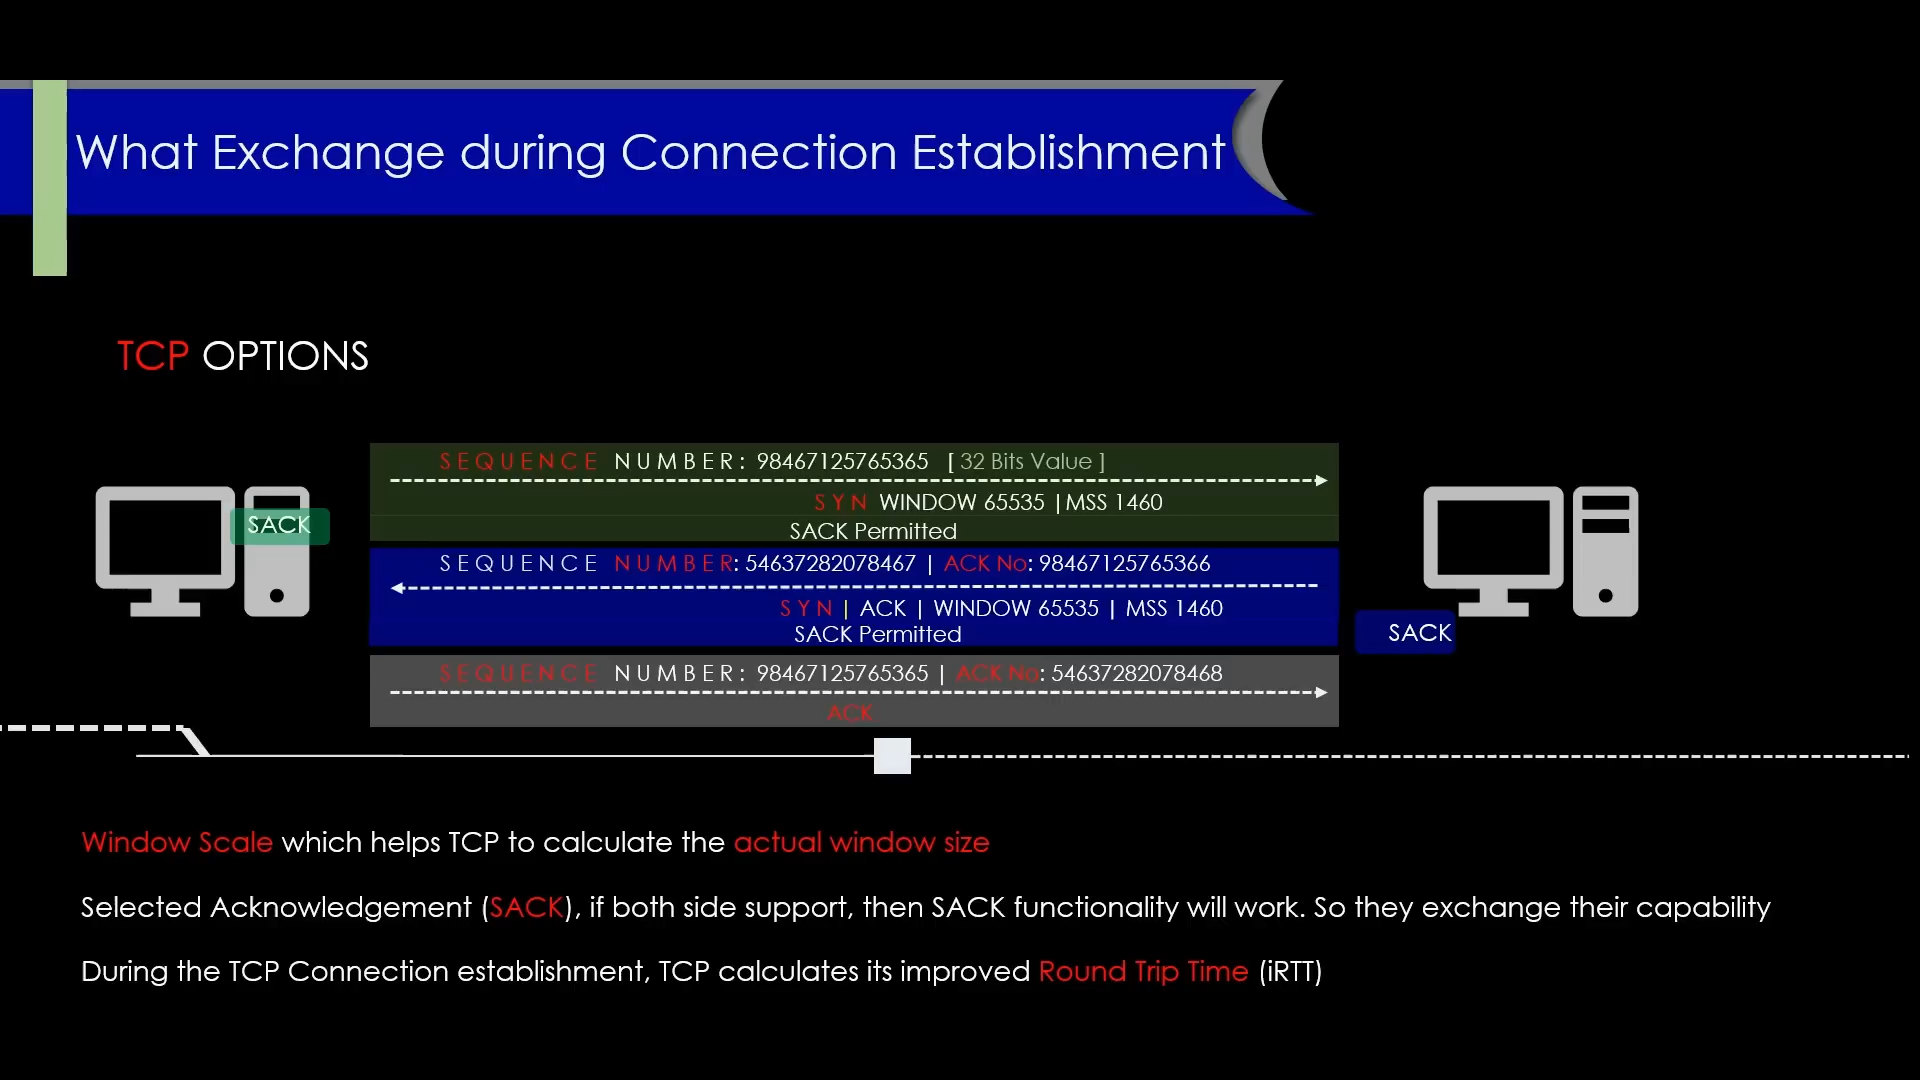 What Exchange during Connection Establishment
TCP OPTIONS
SEQUENCE NUMBER: 98467125765365 [ 32 Bits Value ]
SYN WINDOW 65535 |MSS 1460
SACK Permitted
SACK
SEQUENCE NUMBER: 54637282078467 | ACK No: 98467125765366
SYN | ACK | WINDOW 65535 | MSS 1460
SACK Permitted
SACK
SEQUENCE NUMBER: 98467125765365 | ACK No: 54637282078468
ACK
Window Scale which helps TCP to calculate the actual window size
Selected Acknowledgement (SACK), if both side support, then SACK functionality will work. So they exchange their capability
During the TCP Connection establishment, TCP calculates its improved Round Trip Time (iRTT)